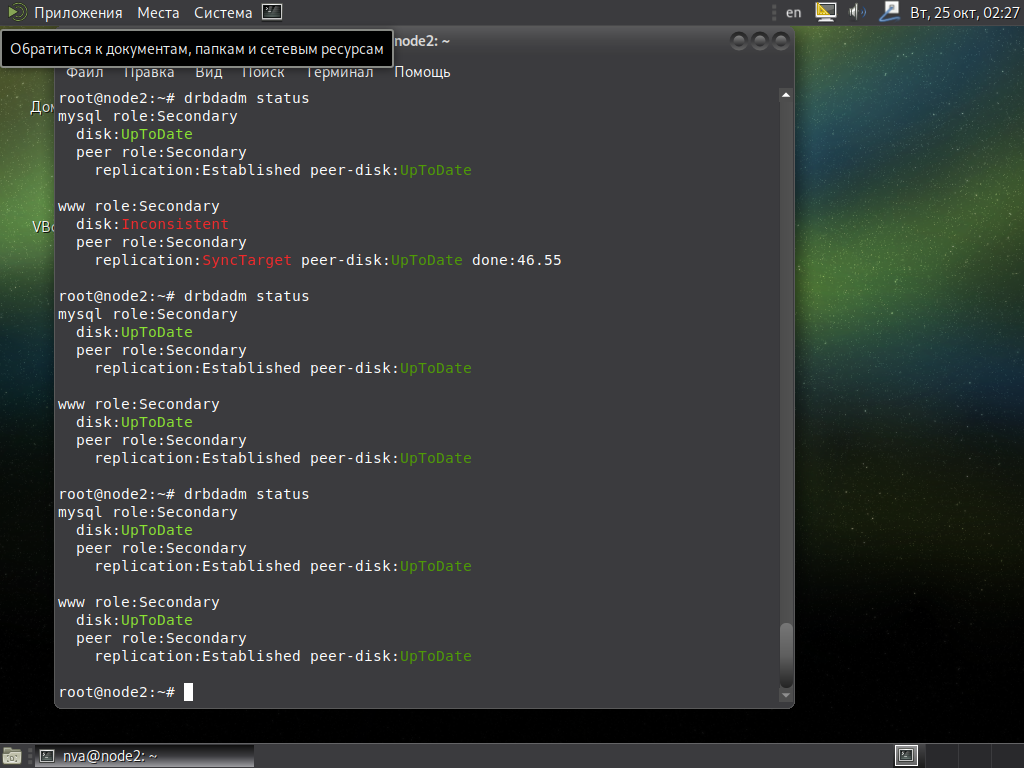 Приложения Места Система en Вт, 25 окт, 02:27
Обратиться к документам, папкам и сетевым ресурсам
node2: ~
Файл Правка Вид Поиск Терминал Помощь
root@node2:~# drbdadm status
mysql role:Secondary
disk:UpToDate
peer role:Secondary
replication:Established peer-disk:UpToDate
www role:Secondary
disk:Inconsistent
peer role:Secondary
replication:SyncTarget peer-disk:UpToDate done:46.55
root@node2:~# drbdadm status
mysql role:Secondary
disk:UpToDate
peer role:Secondary
replication:Established peer-disk:UpToDate
www role:Secondary
disk:UpToDate
peer role:Secondary
replication:Established peer-disk:UpToDate
root@node2:~# drbdadm status
mysql role:Secondary
disk:UpToDate
peer role:Secondary
replication:Established peer-disk:UpToDate
www role:Secondary
disk:UpToDate
peer role:Secondary
replication:Established peer-disk:UpToDate
root@node2:~#
nva@node2: ~